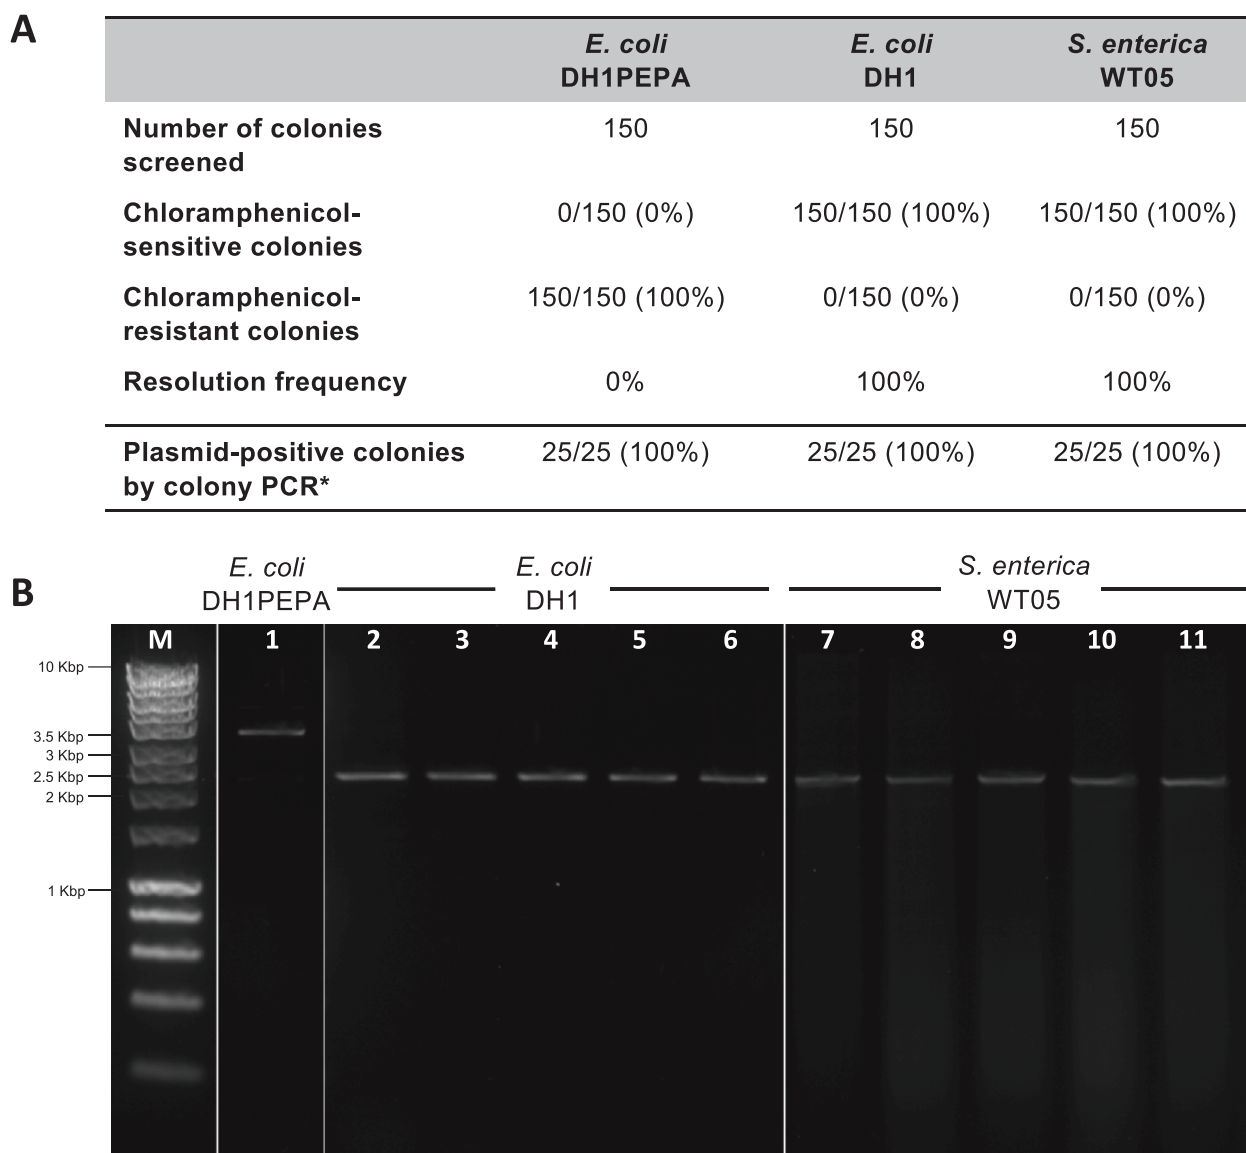 A
E. coli DH1PEPA
E. coli DH1
S. enterica WT05
Number of colonies screened 150 150 150
Chloramphenicol-sensitive colonies 0/150 (0%) 150/150 (100%) 150/150 (100%)
Chloramphenicol-resistant colonies 150/150 (100%) 0/150 (0%) 0/150 (0%)
Resolution frequency 0% 100% 100%
Plasmid-positive colonies by colony PCR* 25/25 (100%) 25/25 (100%) 25/25 (100%)
B
E. coli DH1PEPA
E. coli DH1
S. enterica WT05
M 1 2 3 4 5 6 7 8 9 10 11
10 Kbp
3.5 Kbp
3 Kbp
2.5 Kbp
2 Kbp
1 Kbp